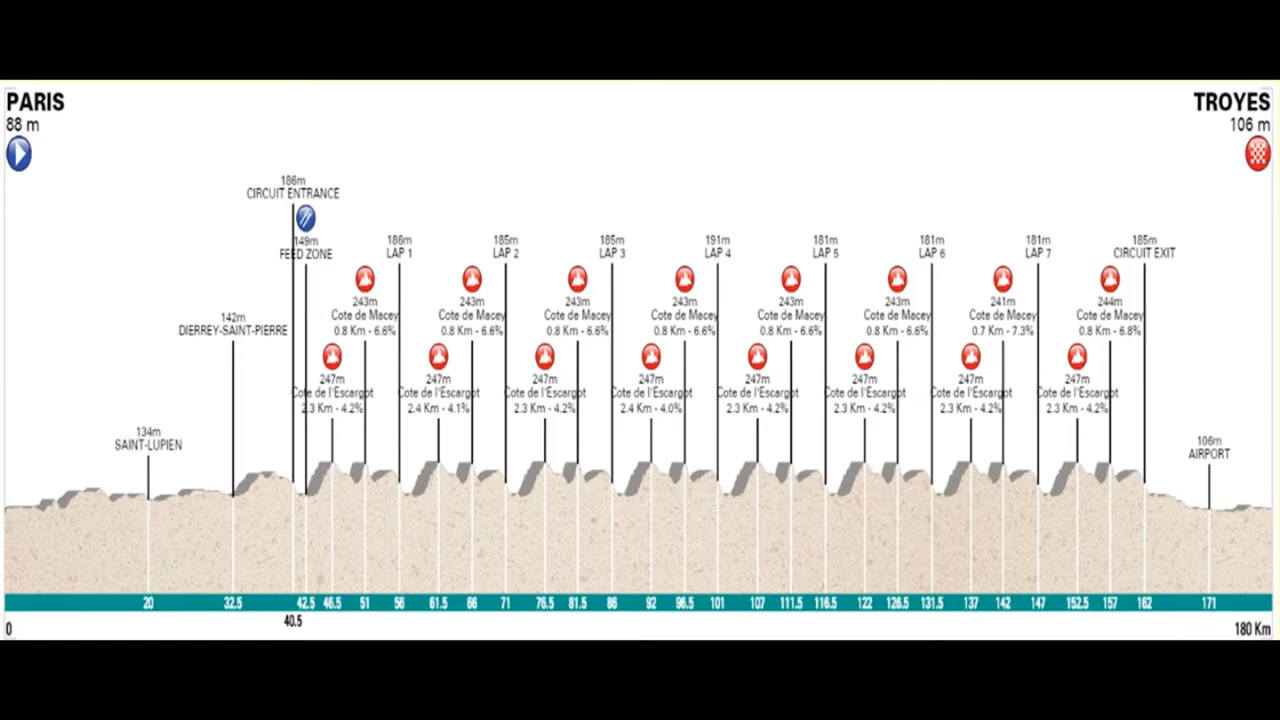 PARIS
88 m
TROYES
106 m
186m
CIRCUIT ENTRANCE
149m
FEED ZONE
186m
LAP 1
185m
LAP 2
185m
LAP 3
191m
LAP 4
181m
LAP 5
181m
LAP 6
181m
LAP 7
185m
CIRCUIT EXIT
243m
Cote de Macey
0.8 Km - 6.6%
243m
Cote de Macey
0.8 Km - 6.6%
243m
Cote de Macey
0.8 Km - 6.6%
243m
Cote de Macey
0.8 Km - 6.6%
243m
Cote de Macey
0.8 Km - 6.6%
243m
Cote de Macey
0.8 Km - 6.6%
241m
Cote de Macey
0.7 Km - 7.3%
244m
Cote de Macey
0.8 Km - 6.8%
142m
DIERREY-SAINT-PIERRE
247m
Cote de l'Escargot
2.3 Km - 4.2%
247m
Cote de l'Escargot
2.4 Km - 4.1%
247m
Cote de l'Escargot
2.3 Km - 4.2%
247m
Cote de l'Escargot
2.4 Km - 4.0%
247m
Cote de l'Escargot
2.3 Km - 4.2%
247m
Cote de l'Escargot
2.3 Km - 4.2%
247m
Cote de l'Escargot
2.3 Km - 4.2%
247m
Cote de l'Escargot
2.3 Km - 4.2%
134m
SAINT-LUPIEN
106m
AIRPORT
20 32.5 42.5 46.5 51 56 61.5 66 71 76.5 81.5 86 92 96.5 101 107 111.5 116.5 122 126.5 131.5 137 142 147 152.5 157 162 171
40.5
0
180 Km